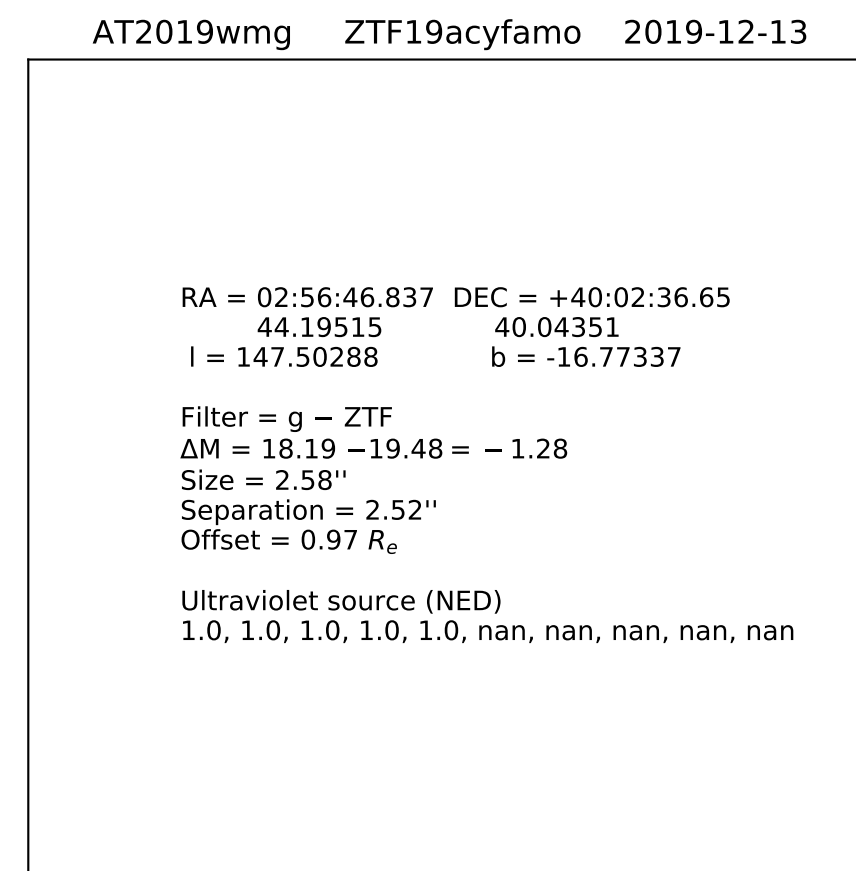 AT2019wmg ZTF19acyfamo 2019-12-13
RA = 02:56:46.837 DEC = +40:02:36.65
44.19515 40.04351
l = 147.50288 b = -16.77337
Filter = g − ZTF
ΔM = 18.19 −19.48 = − 1.28
Size = 2.58''
Separation = 2.52''
Offset = 0.97 Re
Ultraviolet source (NED)
1.0, 1.0, 1.0, 1.0, 1.0, nan, nan, nan, nan, nan